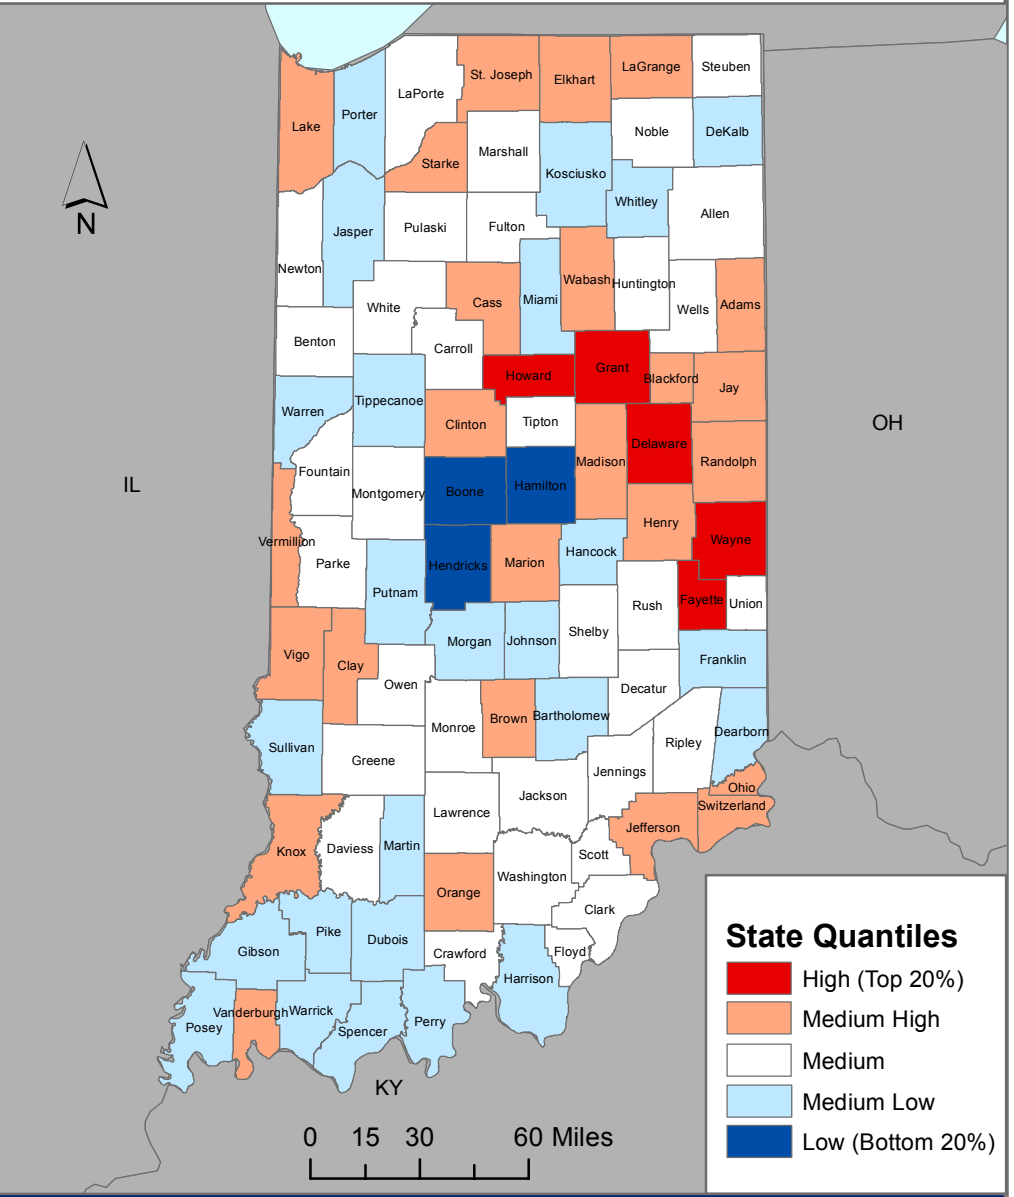 St. Joseph
Elkhart
LaGrange
Steuben
LaPorte
Porter
Lake
Noble
DeKalb
Marshall
Starke
Kosciusko
Whitley
Allen
N
Jasper
Pulaski
Fulton
Newton
Wabash
Huntington
Miami
Cass
White
Wells
Adams
Benton
Carroll
Howard
Grant
Blackford
Jay
Warren
Tippecanoe
Clinton
Tipton
OH
Delaware
Madison
Randolph
Fountain
IL
Montgomery
Boone
Hamilton
Henry
Wayne
Vermillion
Parke
Hendricks
Marion
Hancock
Putnam
Fayette
Union
Rush
Shelby
Morgan
Johnson
Vigo
Clay
Franklin
Owen
Decatur
Brown
Bartholomew
Monroe
Sullivan
Dearborn
Ripley
Greene
Jennings
Ohio
Jackson
Switzerland
Lawrence
Jefferson
Knox
Daviess
Martin
Scott
Washington
Orange
Clark
Pike
Dubois
Gibson
Crawford
Floyd
Harrison
Vanderburgh
Warrick
Posey
Spencer
Perry
KY
0 15 30 60 Miles
State Quantiles
High (Top 20%)
Medium High
Medium
Medium Low
Low (Bottom 20%)